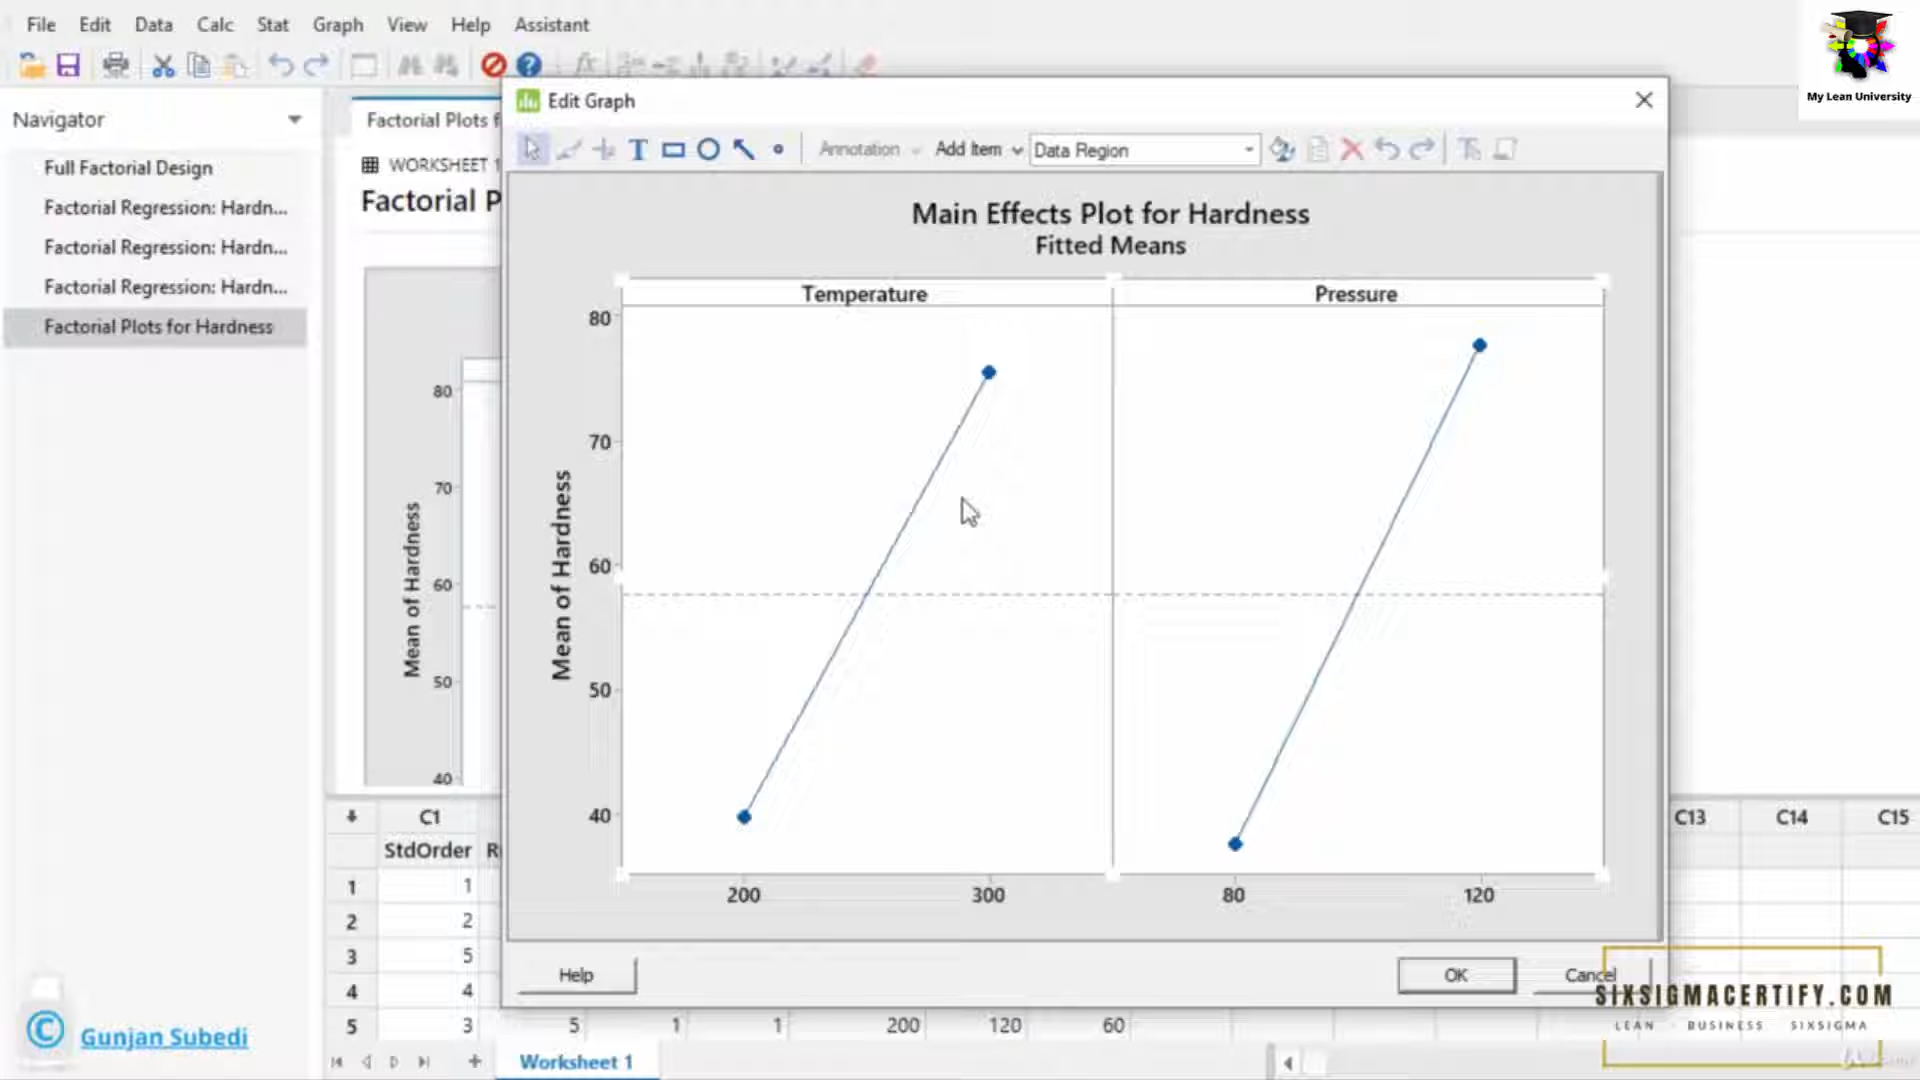 File Edit Data Calc Stat Graph View Help Assistant
My Lean University
Navigator
Full Factorial Design
Factorial Regression: Hardn...
Factorial Regression: Hardn...
Factorial Regression: Hardn...
Factorial Plots for Hardness
Factorial Plots f
WORKSHEET 1
Factorial P
80
70
60
50
40
Mean of Hardness
Edit Graph
T
Annotation Add Item Data Region
Main Effects Plot for Hardness
Fitted Means
Temperature Pressure
80
70
60
50
40
Mean of Hardness
200 300 80 120
Help OK Cancel
C1 C13 C14 C15
StdOrder R
1 1
2 2
3 5
4 4
5 3 5 1 1 200 120 60
Worksheet 1
© Gunjan Subedi
SIXSIGMACERTIFY.COM
LEAN · BUSINESS SIXSIGMA